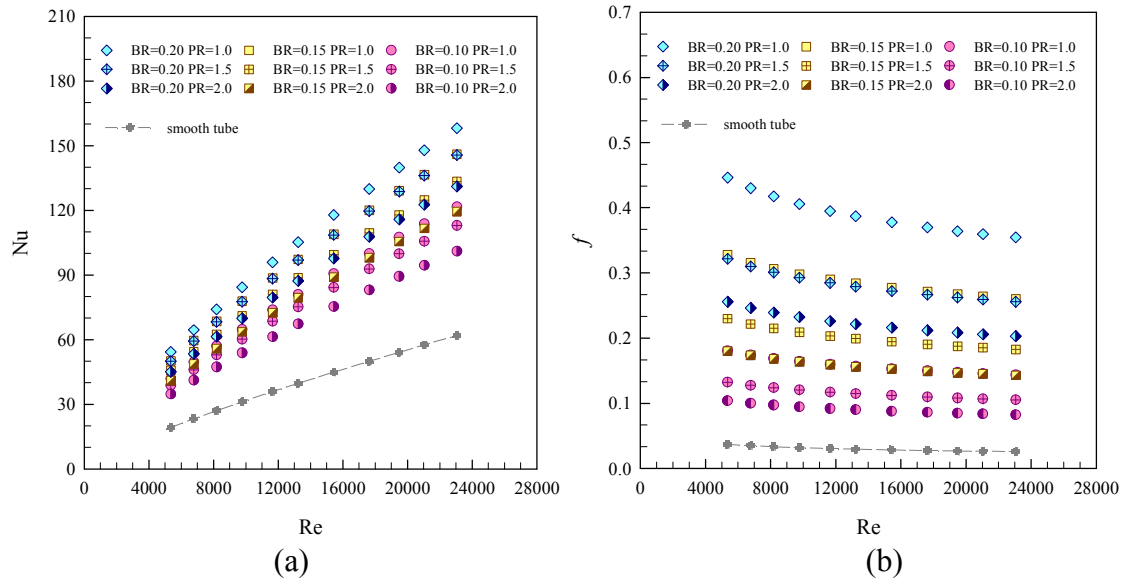 210
180
150
120
90
60
30
0
Nu
BR=0.20 PR=1.0 BR=0.15 PR=1.0 BR=0.10 PR=1.0
BR=0.20 PR=1.5 BR=0.15 PR=1.5 BR=0.10 PR=1.5
BR=0.20 PR=2.0 BR=0.15 PR=2.0 BR=0.10 PR=2.0
smooth tube
0 4000 8000 12000 16000 20000 24000 28000
Re
(a)
0.7
0.6
0.5
0.4
0.3
0.2
0.1
0.0
f
BR=0.20 PR=1.0 BR=0.15 PR=1.0 BR=0.10 PR=1.0
BR=0.20 PR=1.5 BR=0.15 PR=1.5 BR=0.10 PR=1.5
BR=0.20 PR=2.0 BR=0.15 PR=2.0 BR=0.10 PR=2.0
smooth tube
0 4000 8000 12000 16000 20000 24000 28000
Re
(b)